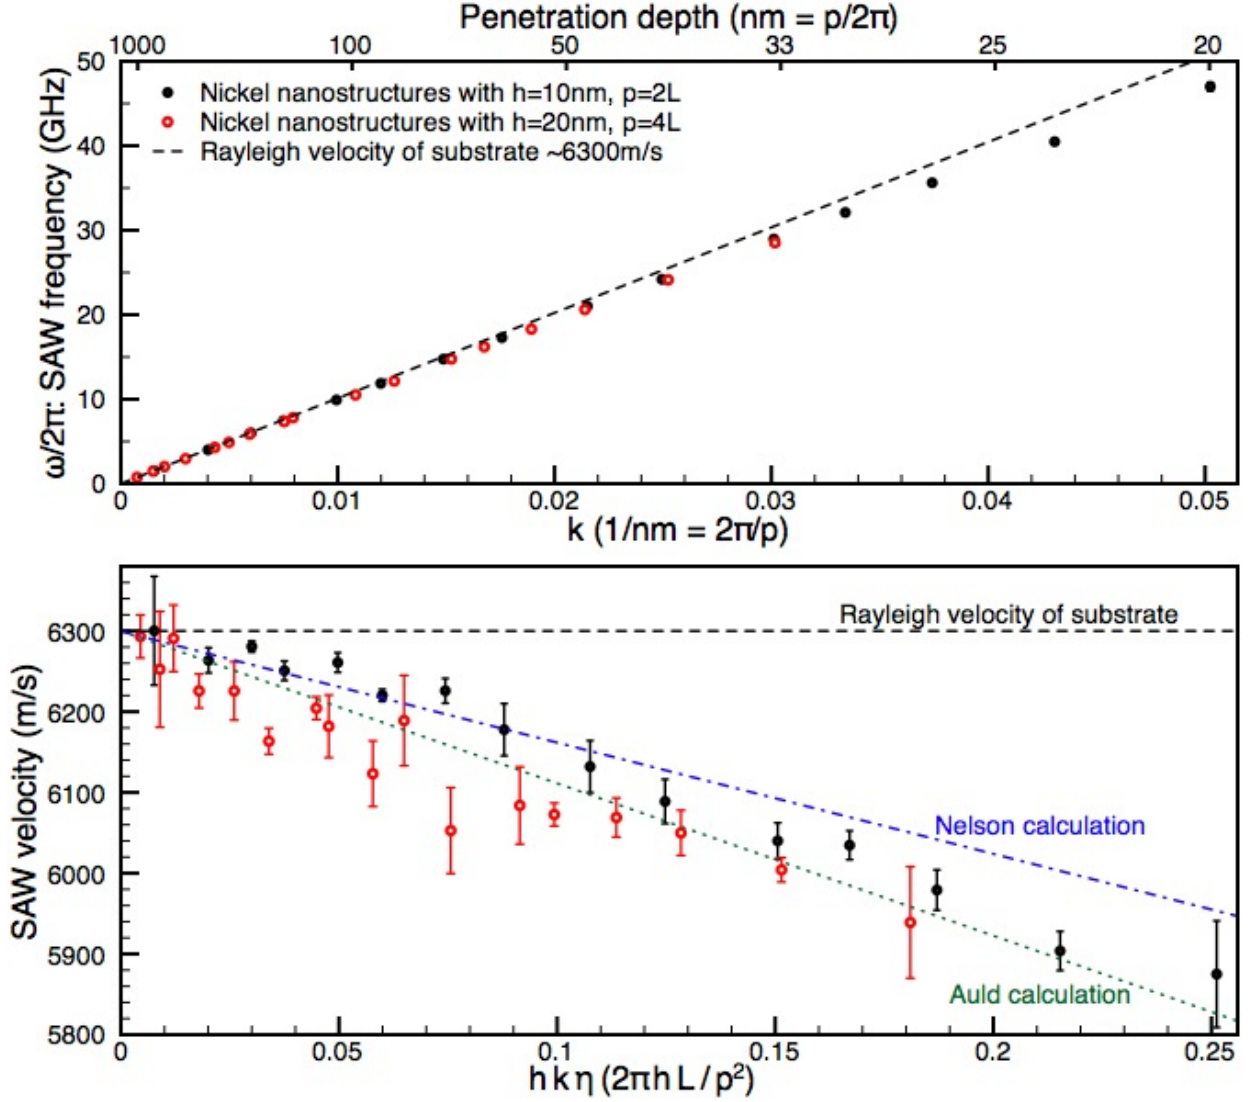 Penetration depth (nm = p/2π)
1000 100 50 33 25 20
50
40
30
20
10
0
ω/2π: SAW frequency (GHz)
Nickel nanostructures with h=10nm, p=2L
Nickel nanostructures with h=20nm, p=4L
Rayleigh velocity of substrate ~6300m/s
0 0.01 0.02 0.03 0.04 0.05
k (1/nm = 2π/p)
6300
6200
6100
6000
5900
5800
SAW velocity (m/s)
Rayleigh velocity of substrate
Nelson calculation
Auld calculation
0 0.05 0.1 0.15 0.2 0.25
h k η (2π h L / p²)